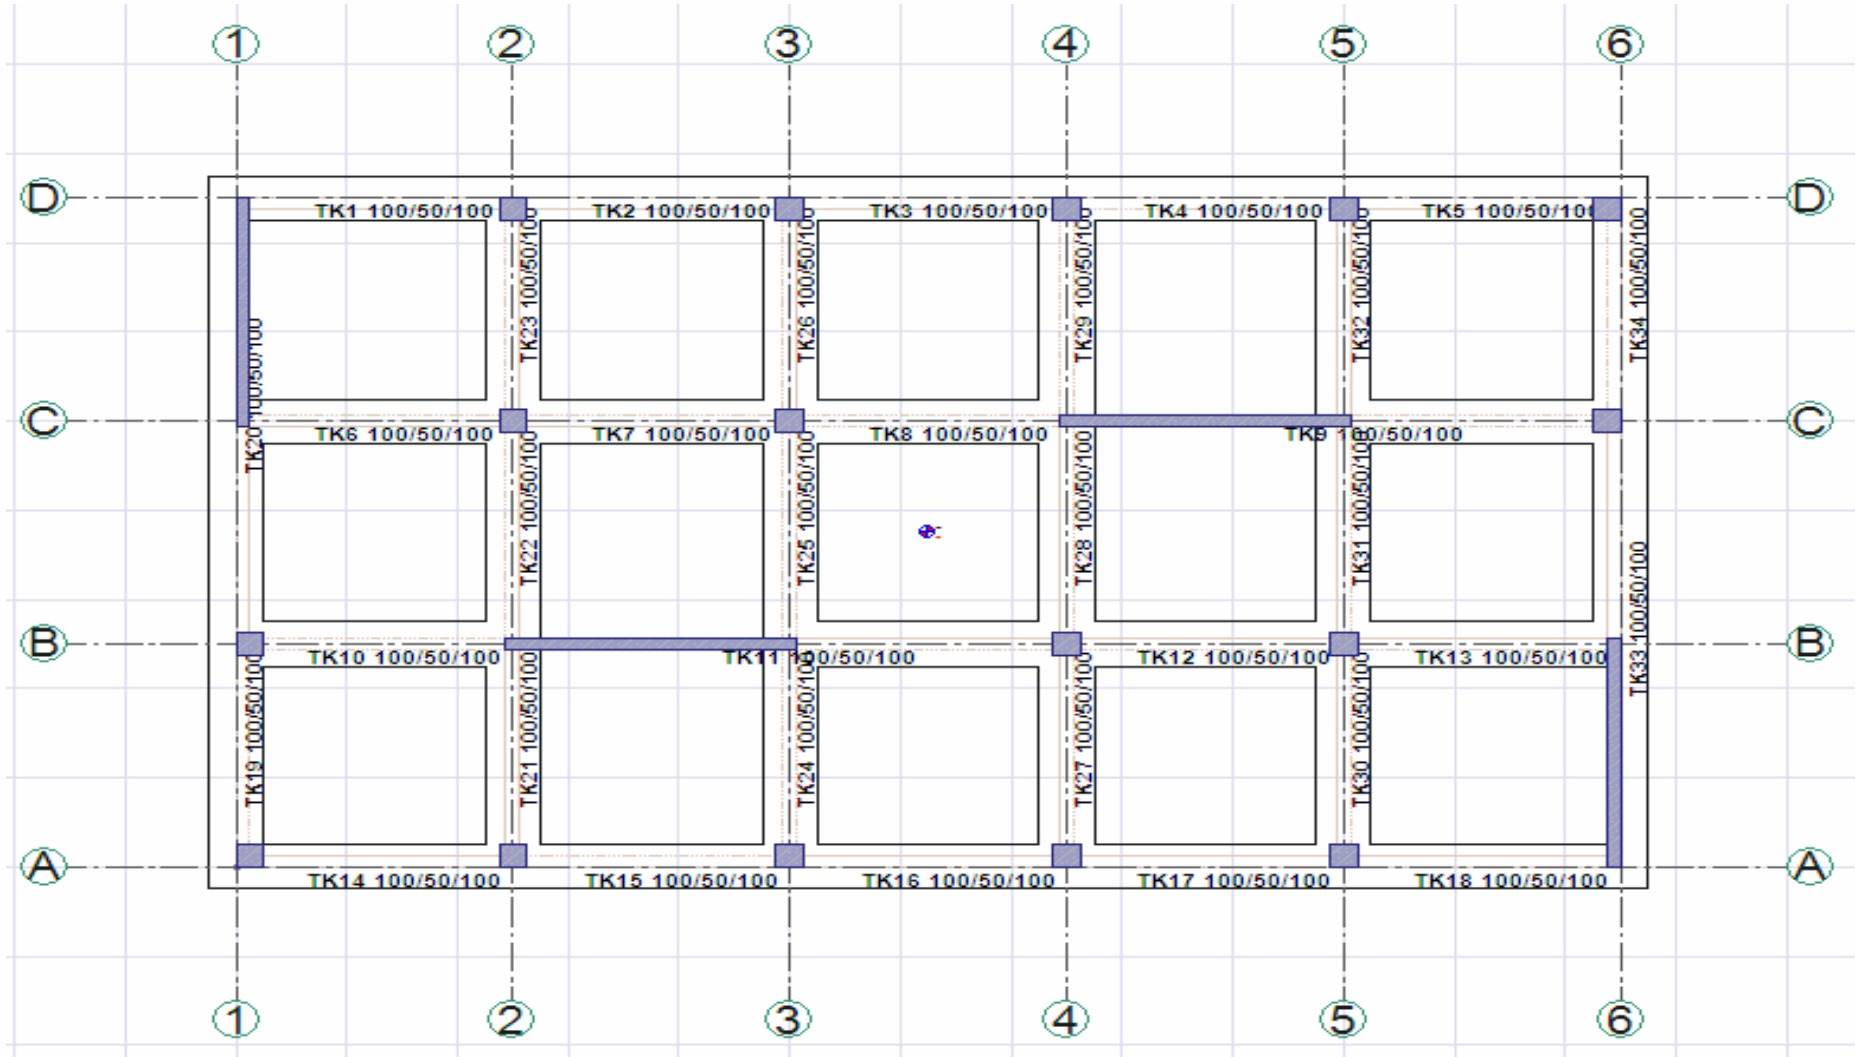 1 2 3 4 5 6
D D
TK1 100/50/100 TK2 100/50/100 TK3 100/50/100 TK4 100/50/100 TK5 100/50/100
TK20 100/50/100 TK23 100/50/100 TK26 100/50/100 TK29 100/50/100 TK32 100/50/100 TK34 100/50/100
C C
TK6 100/50/100 TK7 100/50/100 TK8 100/50/100 TK9 100/50/100
TK22 100/50/100 TK25 100/50/100 TK28 100/50/100 TK31 100/50/100 TK33 100/50/100
B B
TK10 100/50/100 TK11 100/50/100 TK12 100/50/100 TK13 100/50/100
TK19 100/50/100 TK21 100/50/100 TK24 100/50/100 TK27 100/50/100 TK30 100/50/100
A A
TK14 100/50/100 TK15 100/50/100 TK16 100/50/100 TK17 100/50/100 TK18 100/50/100
1 2 3 4 5 6